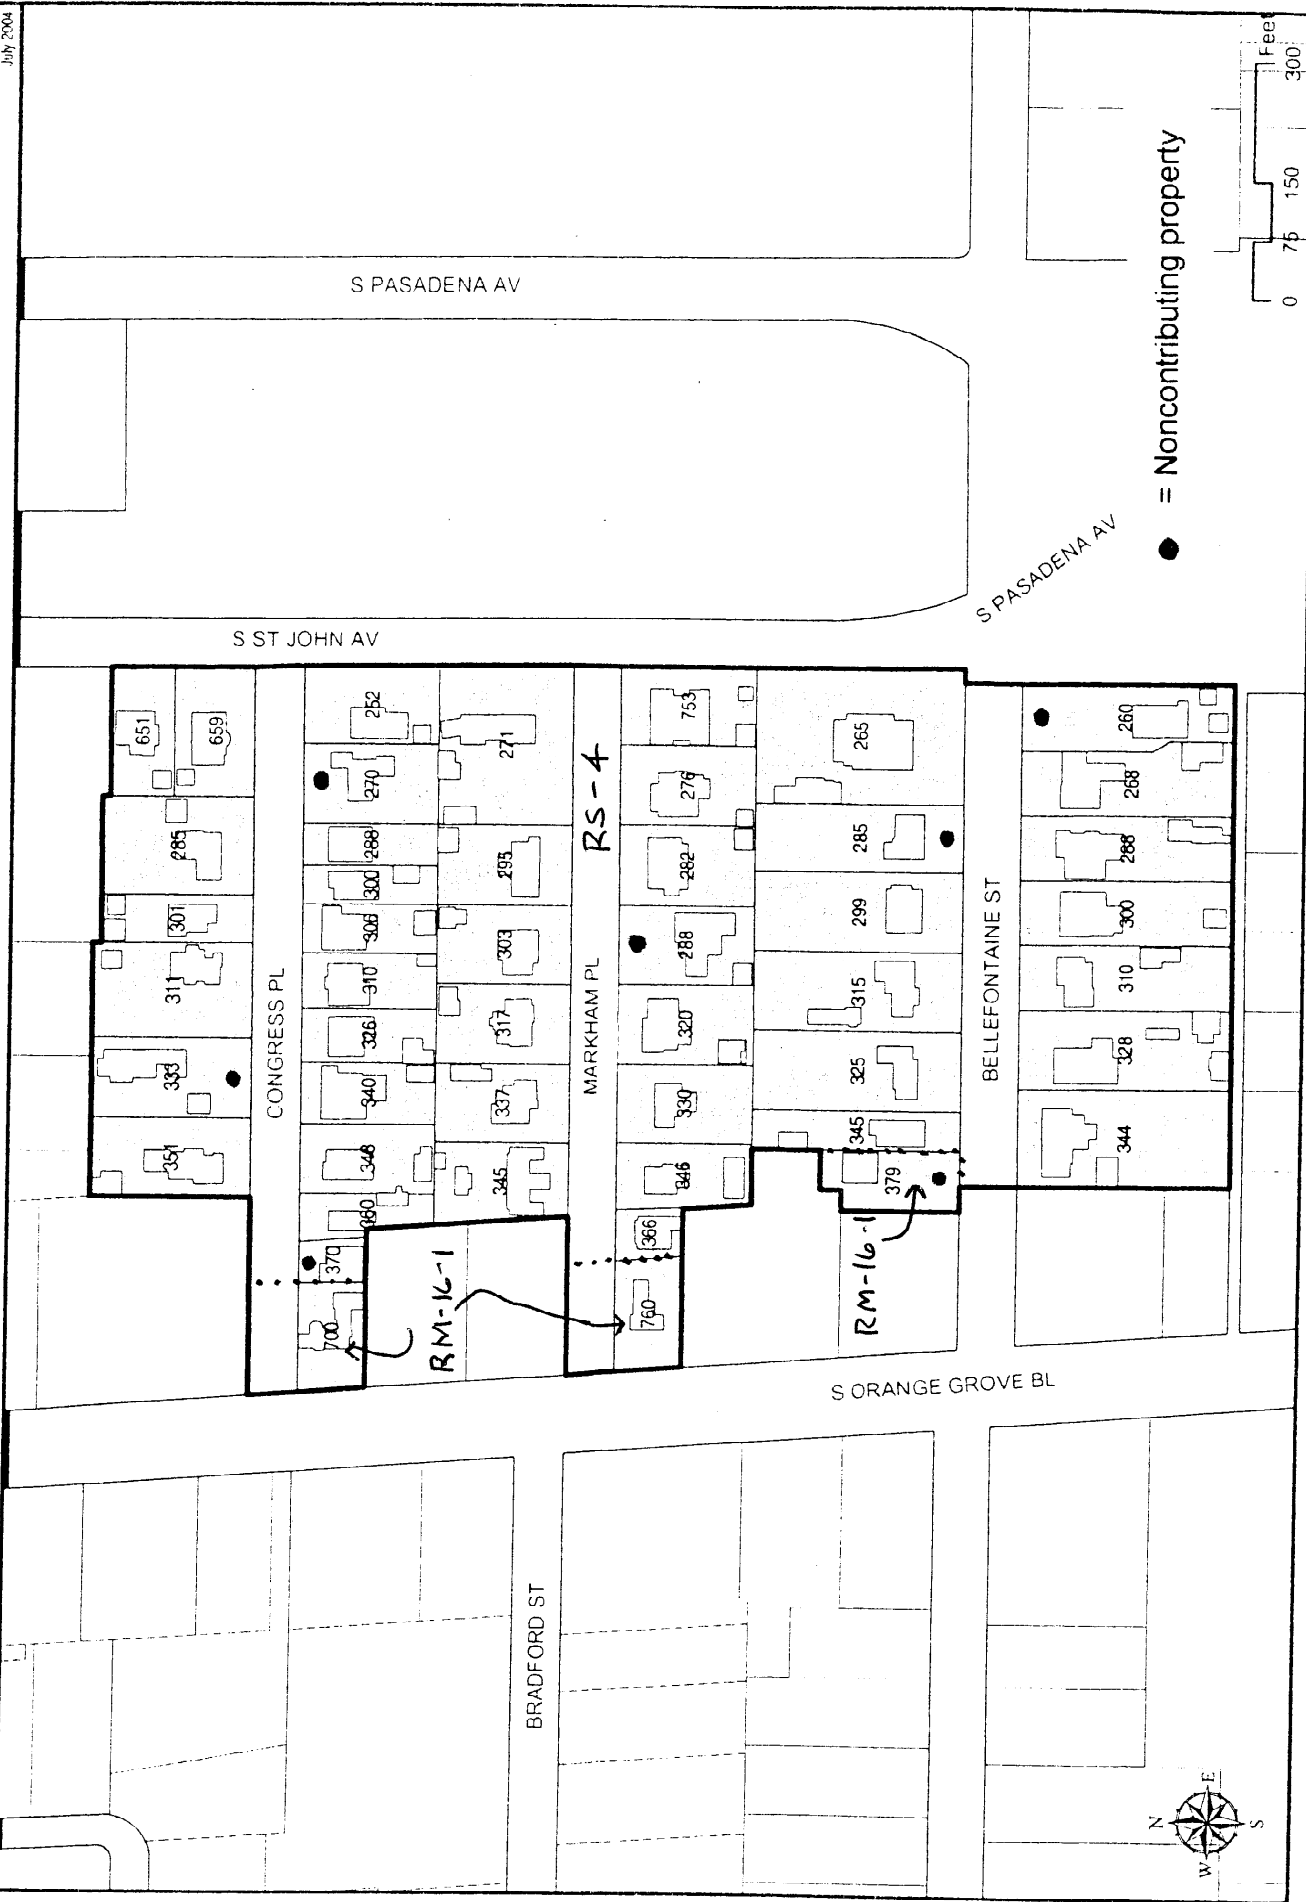 July 2004
S PASADENA AV
S ST JOHN AV
S PASADENA AV
= Noncontributing property
Feet
0 75 150 300
651
659
285
301
311
333
351
CONGRESS PL
252
270
288
300
306
310
326
340
348
360
370
700
271
295
303
317
337
345
RM-16-1
MARKHAM PL
RS-4
753
276
282
288
320
330
346
366
760
265
285
299
315
325
345
379
RM-16-1
BELLEFONTAINE ST
260
268
288
300
310
328
344
S ORANGE GROVE BL
BRADFORD ST
N
W
E
S